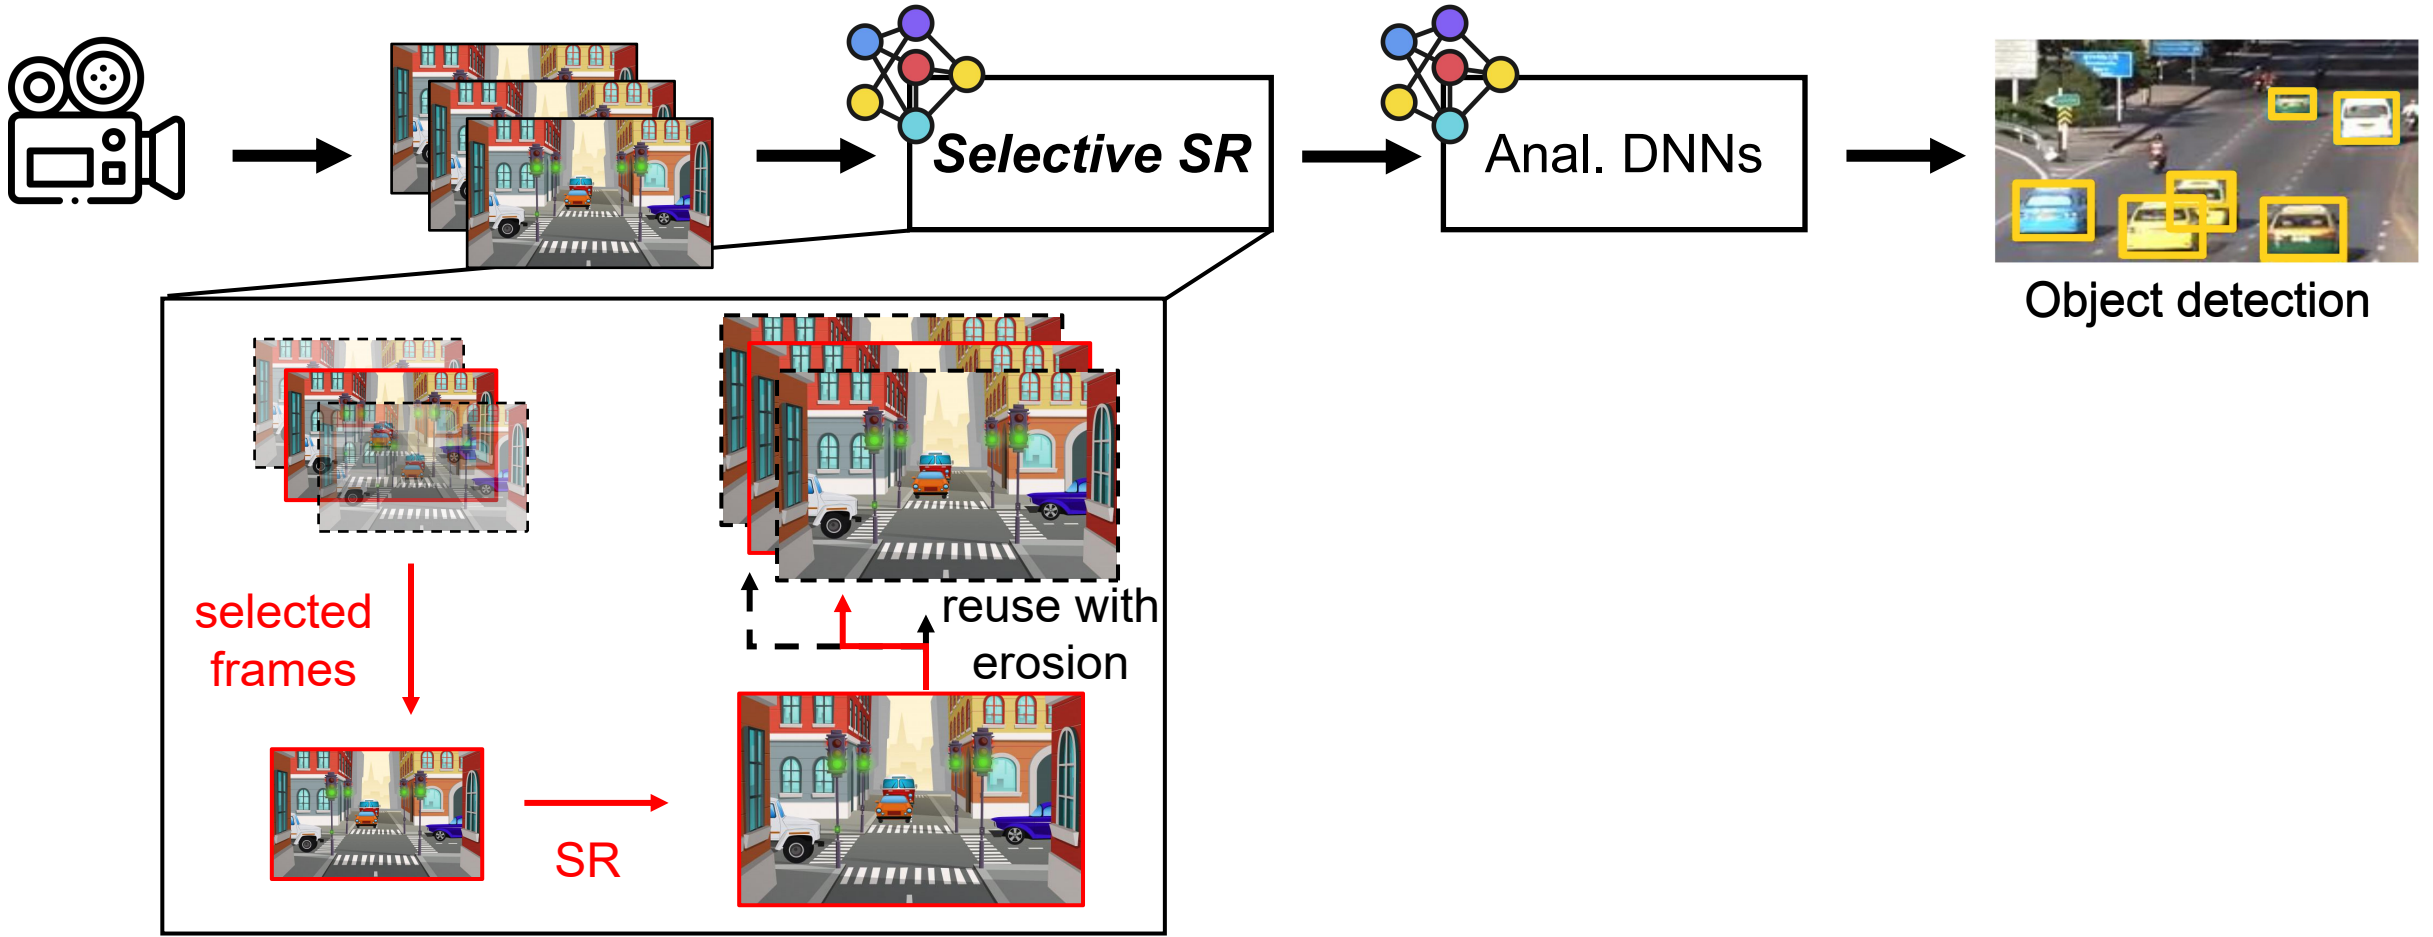 Selective SR
Anal. DNNs
Object detection
selected
frames
SR
reuse with
erosion